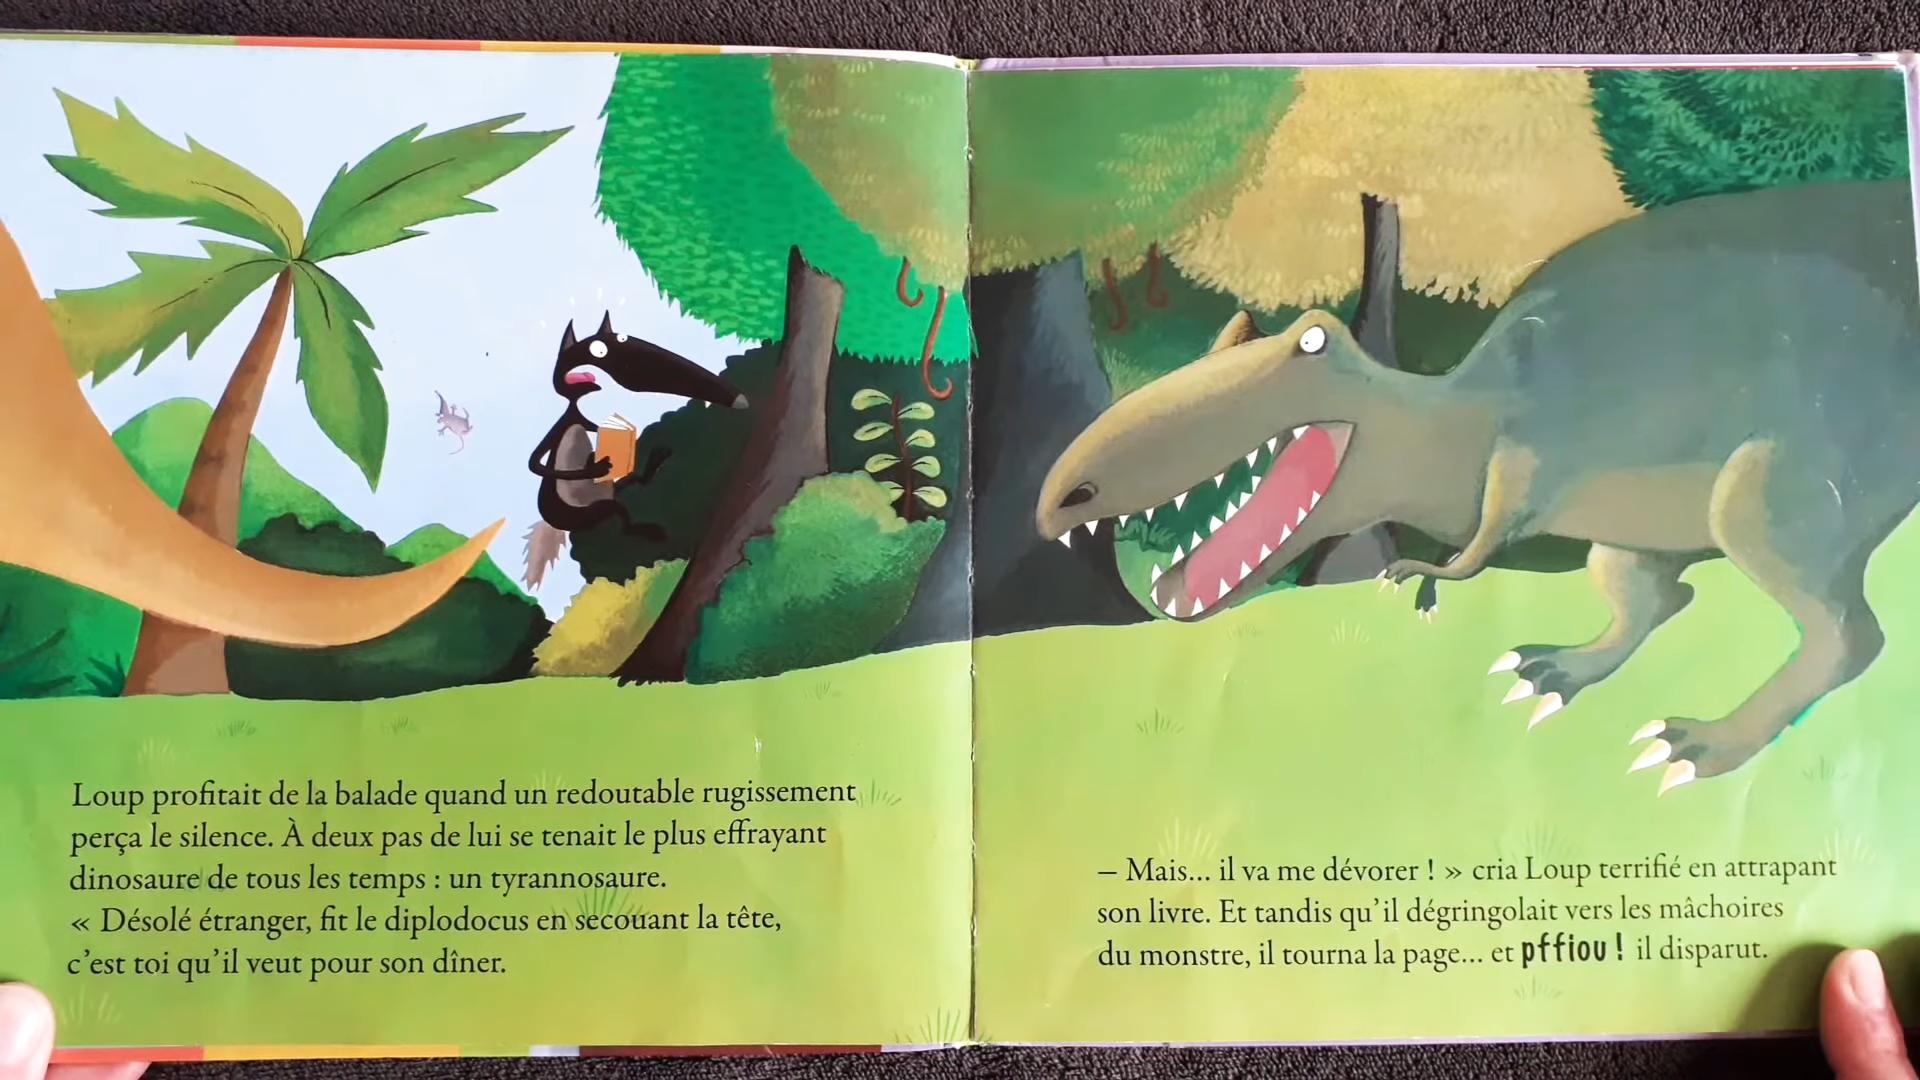 Loup profitait de la balade quand un redoutable rugissement
perça le silence. À deux pas de lui se tenait le plus effrayant
dinosaure de tous les temps : un tyrannosaure.
« Désolé étranger, fit le diplodocus en secouant la tête,
c'est toi qu'il veut pour son dîner.
– Mais... il va me dévorer ! » cria Loup terrifié en attrapant
son livre. Et tandis qu'il dégringolait vers les mâchoires
du monstre, il tourna la page... et pffiou ! il disparut.